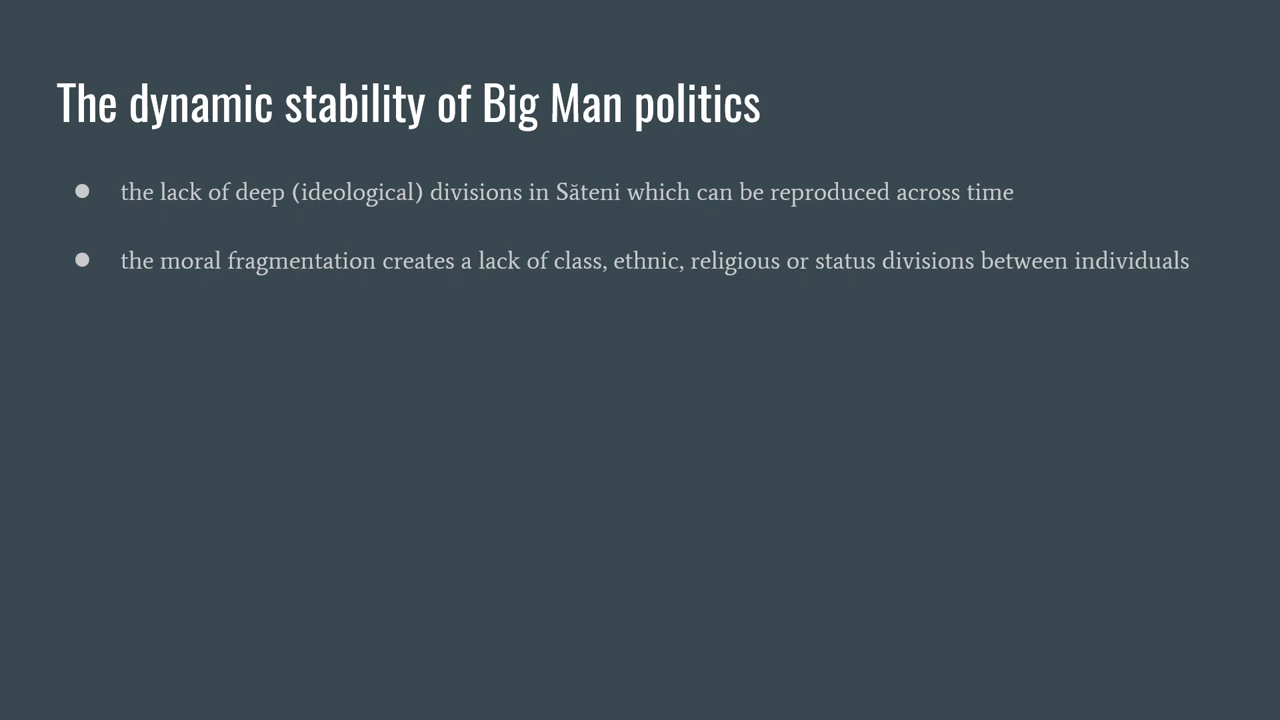 The dynamic stability of Big Man politics
● the lack of deep (ideological) divisions in Săteni which can be reproduced across time
● the moral fragmentation creates a lack of class, ethnic, religious or status divisions between individuals